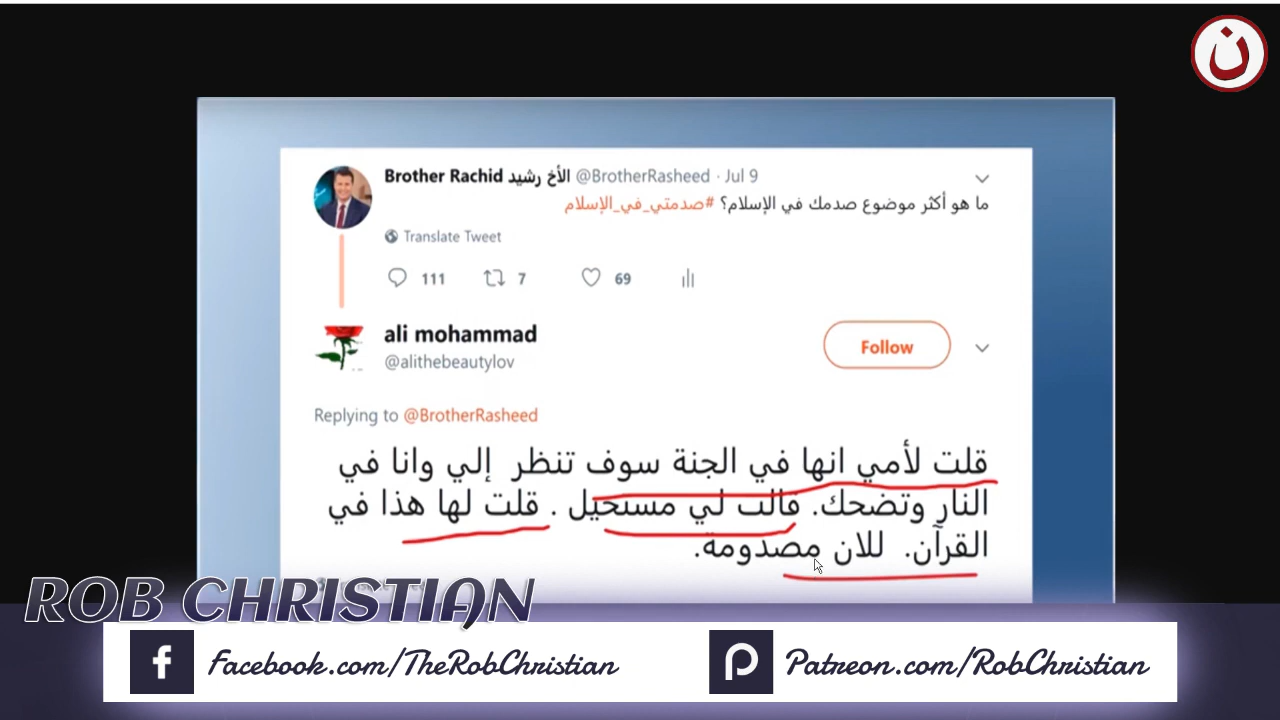 ن
Brother Rachid الأخ رشيد @BrotherRasheed · Jul 9
ما هو أكثر موضوع صدمك في الإسلام؟ #صدمتي_في_الإسلام
Translate Tweet
111 7 69
ali mohammad
@alithebeautylov
Follow
Replying to @BrotherRasheed
قلت لأمي انها في الجنة سوف تنظر إلي وانا في
النار وتضحك. قالت لي مستحيل . قلت لها هذا في
القرآن. للان مصدومة.
ROB CHRISTIAN
Facebook.com/TheRobChristian
Patreon.com/RobChristian